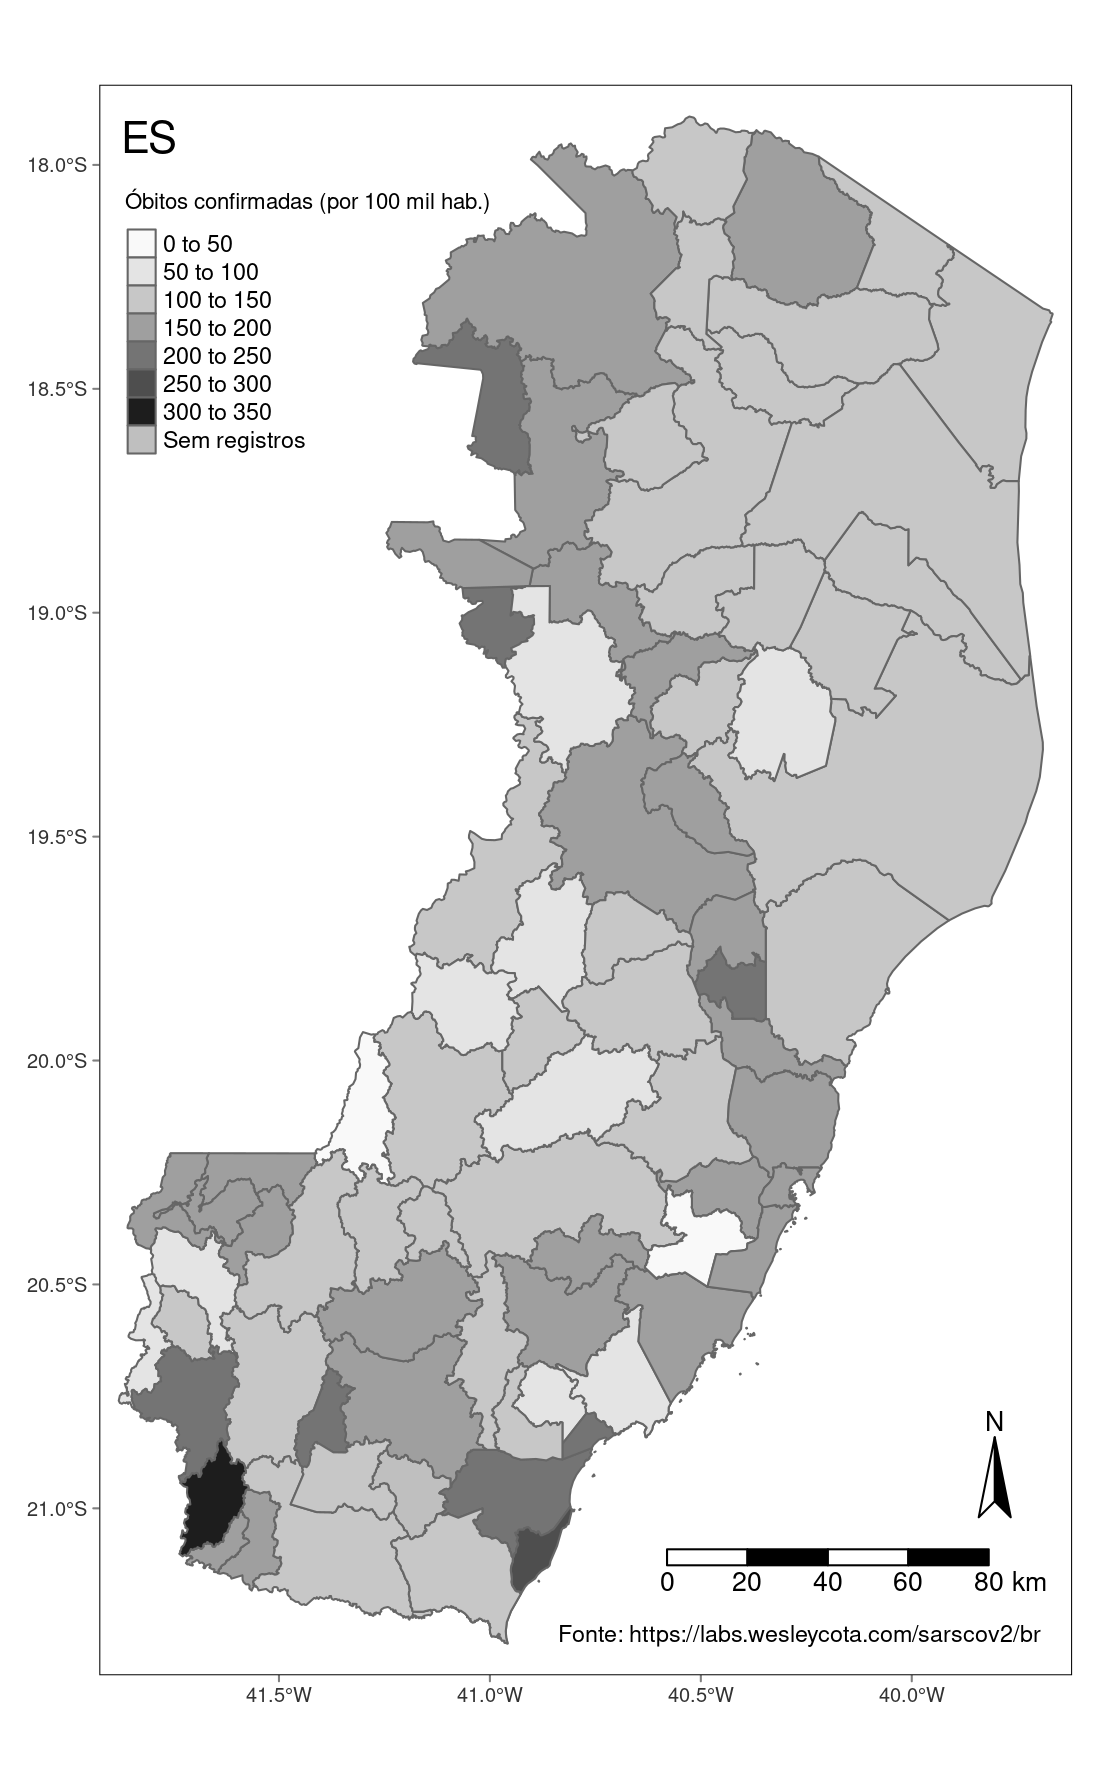 ES
Óbitos confirmadas (por 100 mil hab.)
0 to 50
50 to 100
100 to 150
150 to 200
200 to 250
250 to 300
300 to 350
Sem registros
18.0°S
18.5°S
19.0°S
19.5°S
20.0°S
20.5°S
21.0°S
N
0 20 40 60 80 km
Fonte: https://labs.wesleycota.com/sarscov2/br
41.5°W 41.0°W 40.5°W 40.0°W